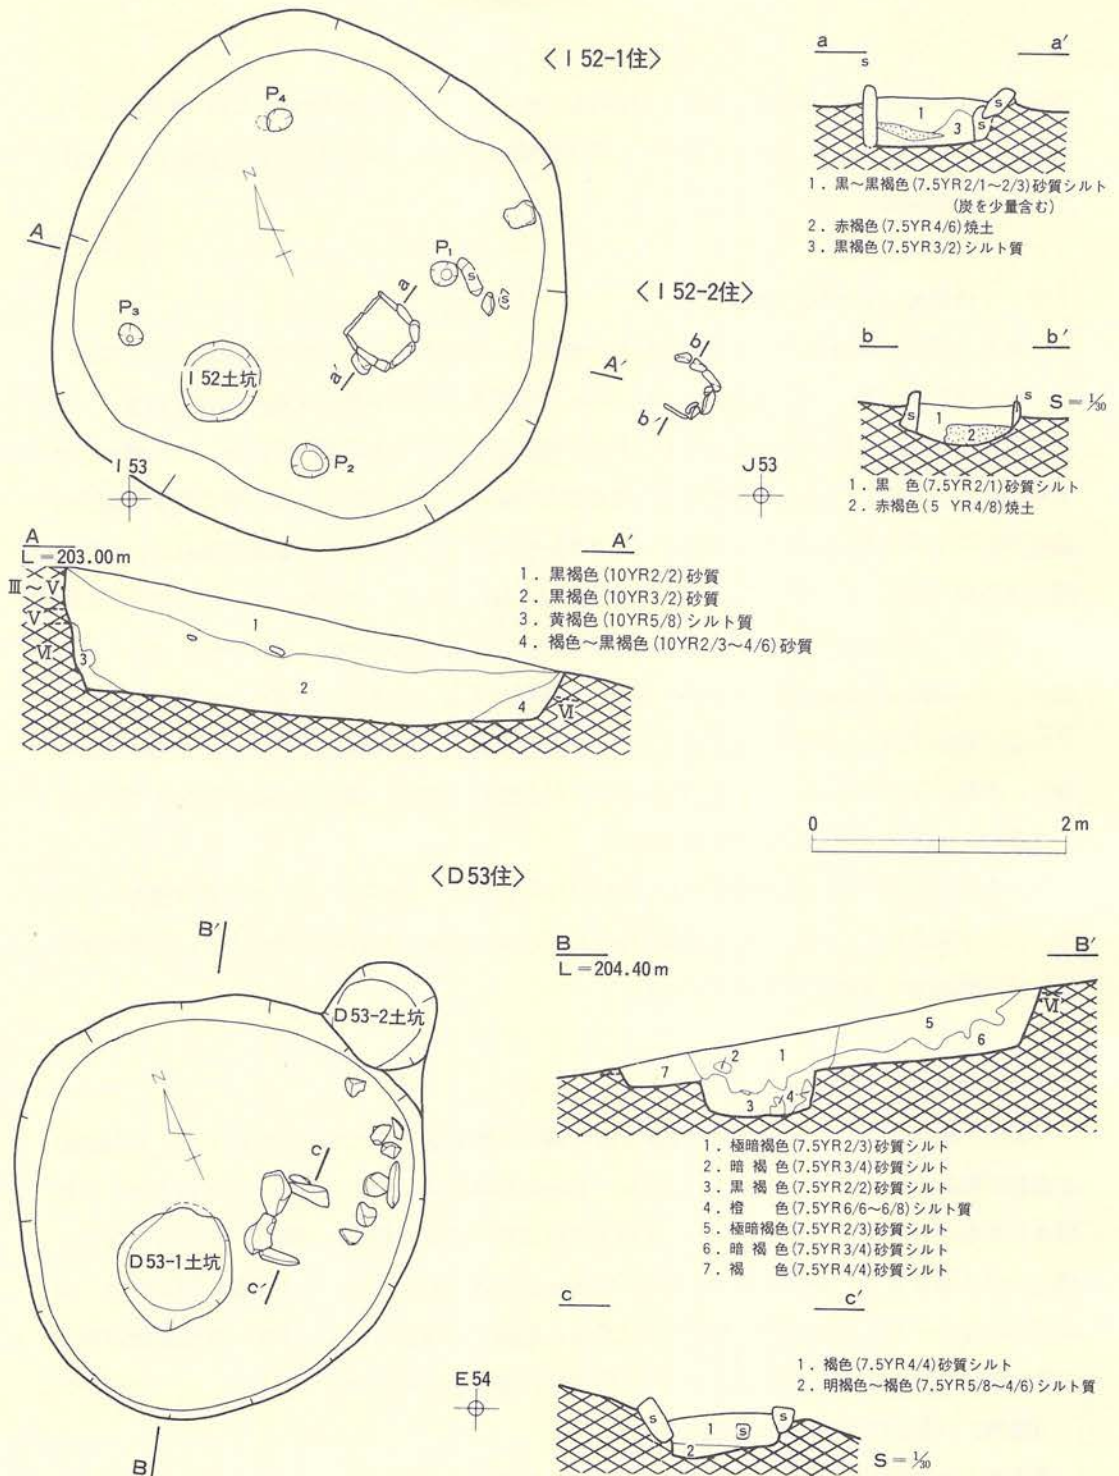 〈I 52-1住〉
P₄
A
P₁
S
S
a
P₃
I 52土坑
a′
P₂
I 53
a
a′
S
1
3
S
S
1. 黒～黒褐色(7.5YR2/1～2/3)砂質シルト
(炭を少量含む)
2. 赤褐色(7.5YR4/6)焼土
3. 黒褐色(7.5YR3/2)シルト質
〈I 52-2住〉
A′
b
b′
J 53
b
b′
S
S
1
2
S = 1/30
1. 黒 色(7.5YR2/1)砂質シルト
2. 赤褐色(5 YR4/8)焼土
A
A′
L = 203.00m
Ⅲ～Ⅴ
Ⅴ
Ⅵ
1
2
3
4
Ⅵ
1. 黒褐色(10YR2/2)砂質
2. 黒褐色(10YR3/2)砂質
3. 黄褐色(10YR5/8)シルト質
4. 褐色～黒褐色(10YR2/3～4/6)砂質
0
2m
〈D53住〉
B′
D53-2土坑
N
c
D53-1土坑
c′
E54
B
B
B′
L = 204.40m
Ⅵ
5
6
2
1
7
3
4
1. 極暗褐色(7.5YR2/3)砂質シルト
2. 暗褐色(7.5YR3/4)砂質シルト
3. 黒褐色(7.5YR2/2)砂質シルト
4. 橙 色(7.5YR6/6～6/8)シルト質
5. 極暗褐色(7.5YR2/3)砂質シルト
6. 暗褐色(7.5YR3/4)砂質シルト
7. 褐 色(7.5YR4/4)砂質シルト
c
c′
1. 褐色(7.5YR4/4)砂質シルト
2. 明褐色～褐色(7.5YR5/8～4/6)シルト質
S
1
S
S
2
S = 1/30